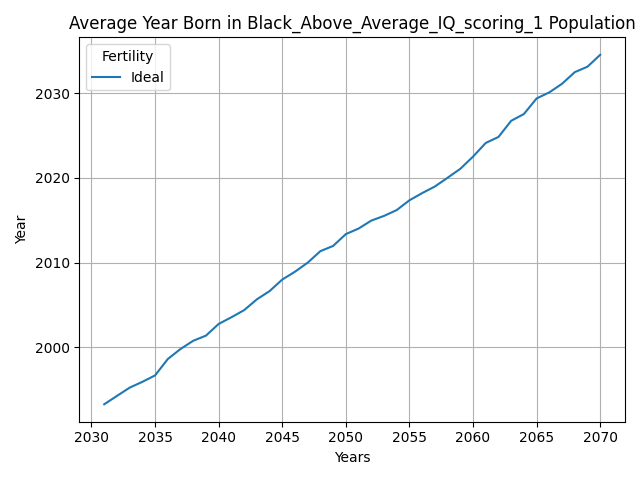 Average Year Born in Black_Above_Average_IQ_scoring_1 Population
Fertility
Ideal
Year
2030
2020
2010
2000
2030 2035 2040 2045 2050 2055 2060 2065 2070
Years